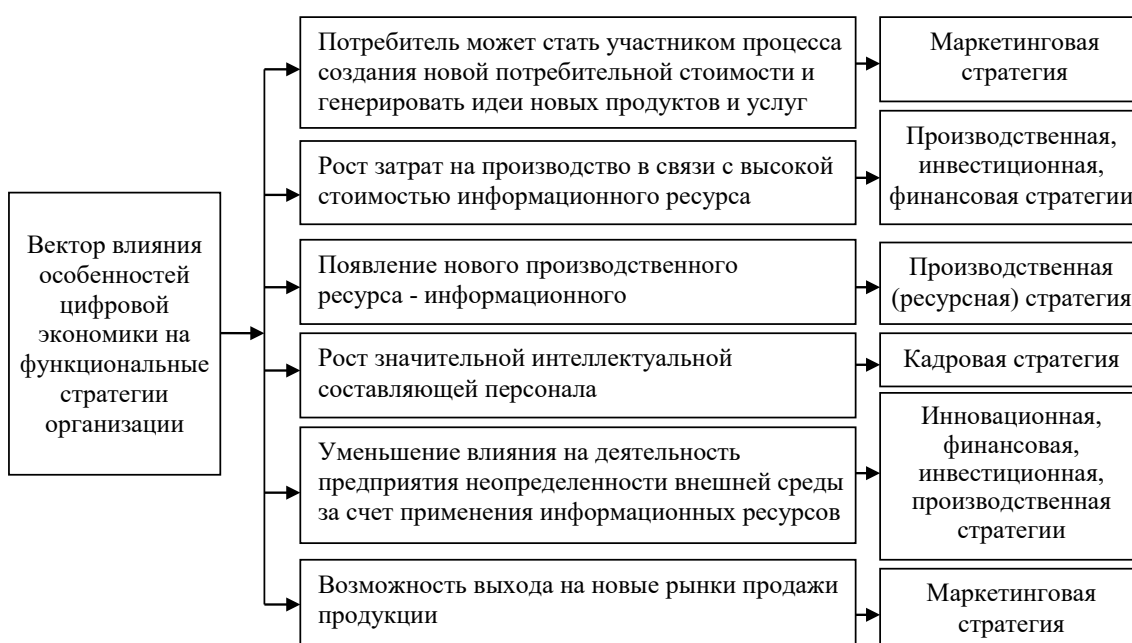 Вектор влияния
особенностей
цифровой
экономики на
функциональные
стратегии
организации
Потребитель может стать участником процесса
создания новой потребительной стоимости и
генерировать идеи новых продуктов и услуг
Маркетинговая
стратегия
Рост затрат на производство в связи с высокой
стоимостью информационного ресурса
Производственная,
инвестиционная,
финансовая стратегии
Появление нового производственного
ресурса - информационного
Производственная
(ресурсная) стратегия
Рост значительной интеллектуальной
составляющей персонала
Кадровая стратегия
Уменьшение влияния на деятельность
предприятия неопределенности внешней среды
за счет применения информационных ресурсов
Инновационная,
финансовая,
инвестиционная,
производственная
стратегии
Возможность выхода на новые рынки продажи
продукции
Маркетинговая
стратегия